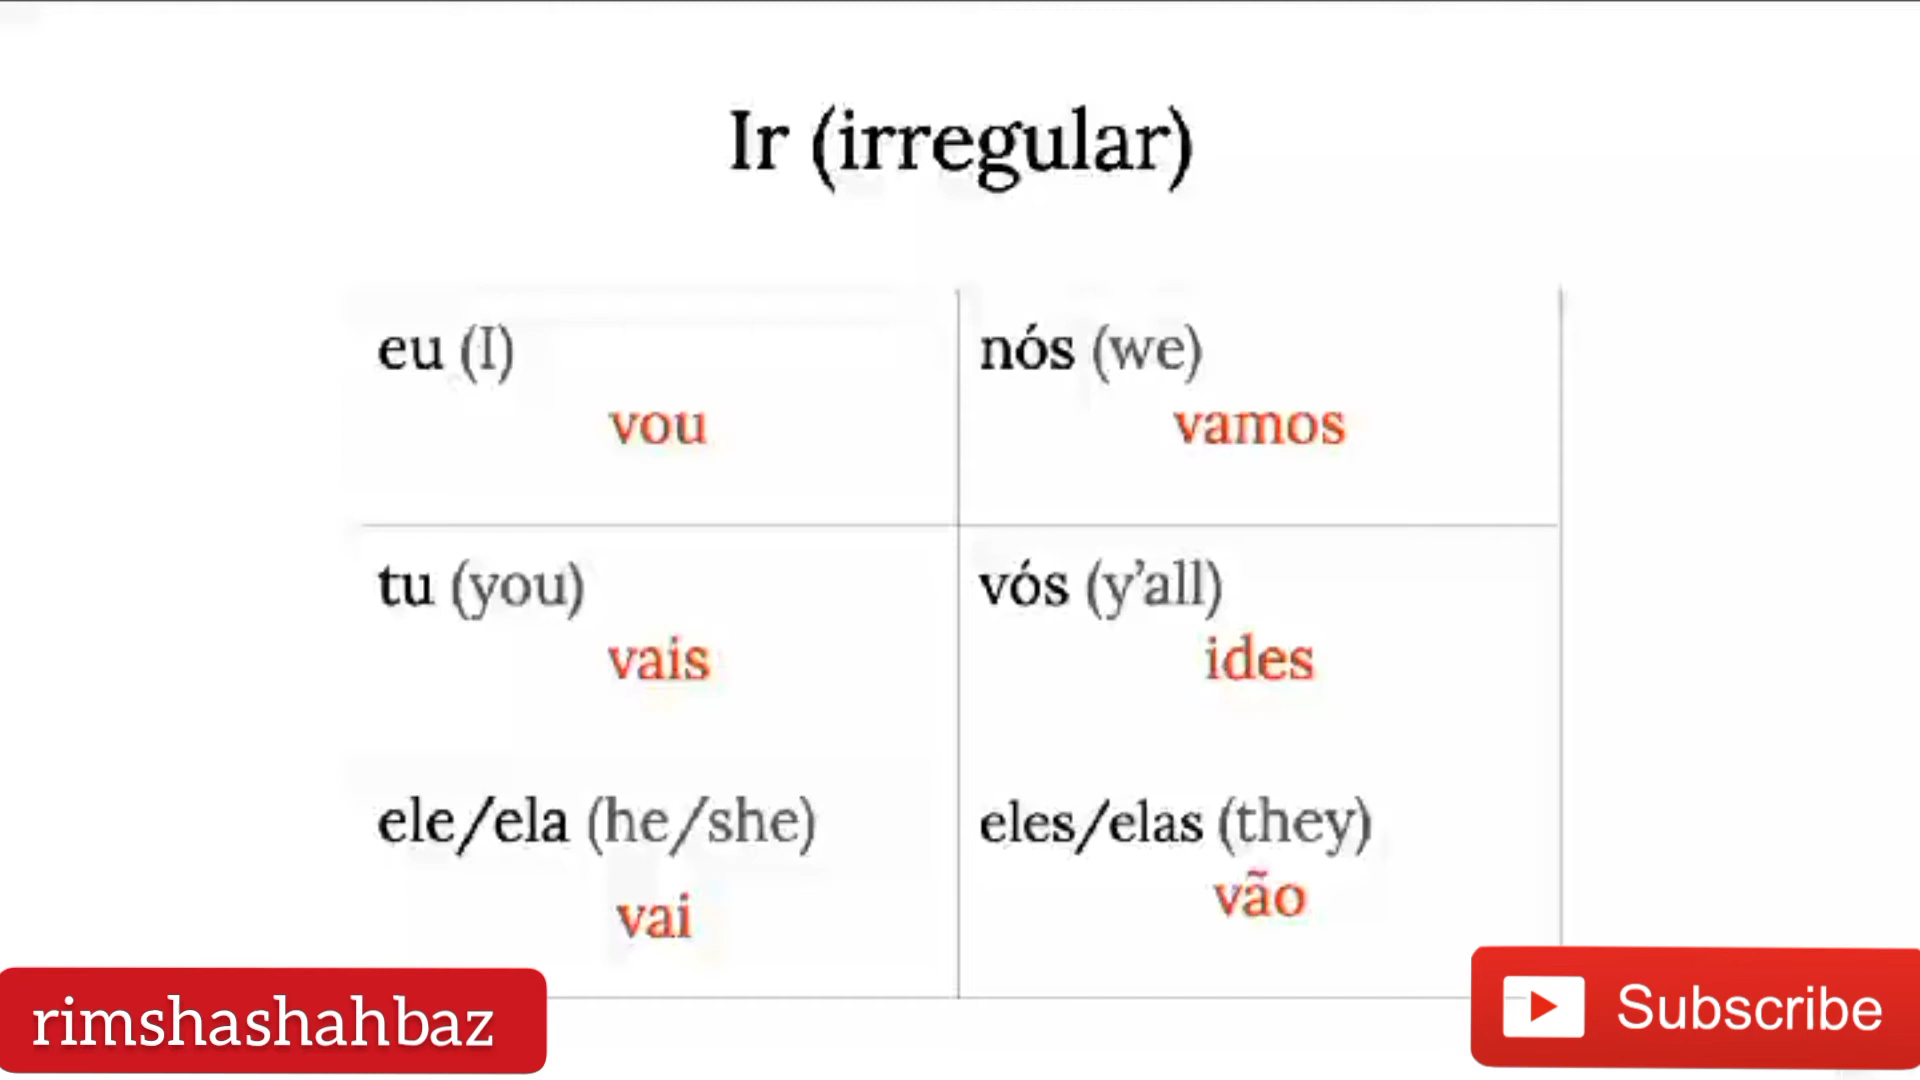 Ir (irregular)
eu (I)
vou
nós (we)
vamos
tu (you)
vais
vós (y’all)
ides
ele/ela (he/she)
vai
eles/elas (they)
vão
rimshashahbaz
Subscribe